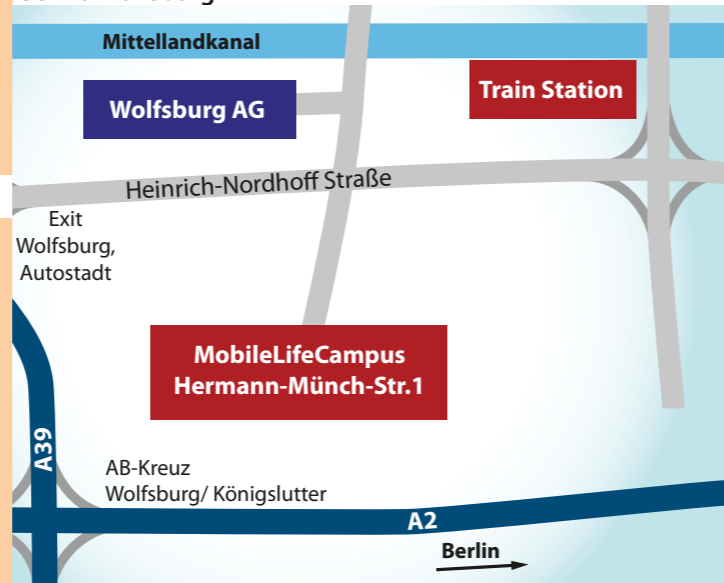 Mittellandkanal
Wolfsburg AG
Train Station
Heinrich-Nordhoff Straße
Exit
Wolfsburg,
Autostadt
MobileLifeCampus
Hermann-Münch-Str.1
A39
AB-Kreuz
Wolfsburg/ Königslutter
A2
Berlin